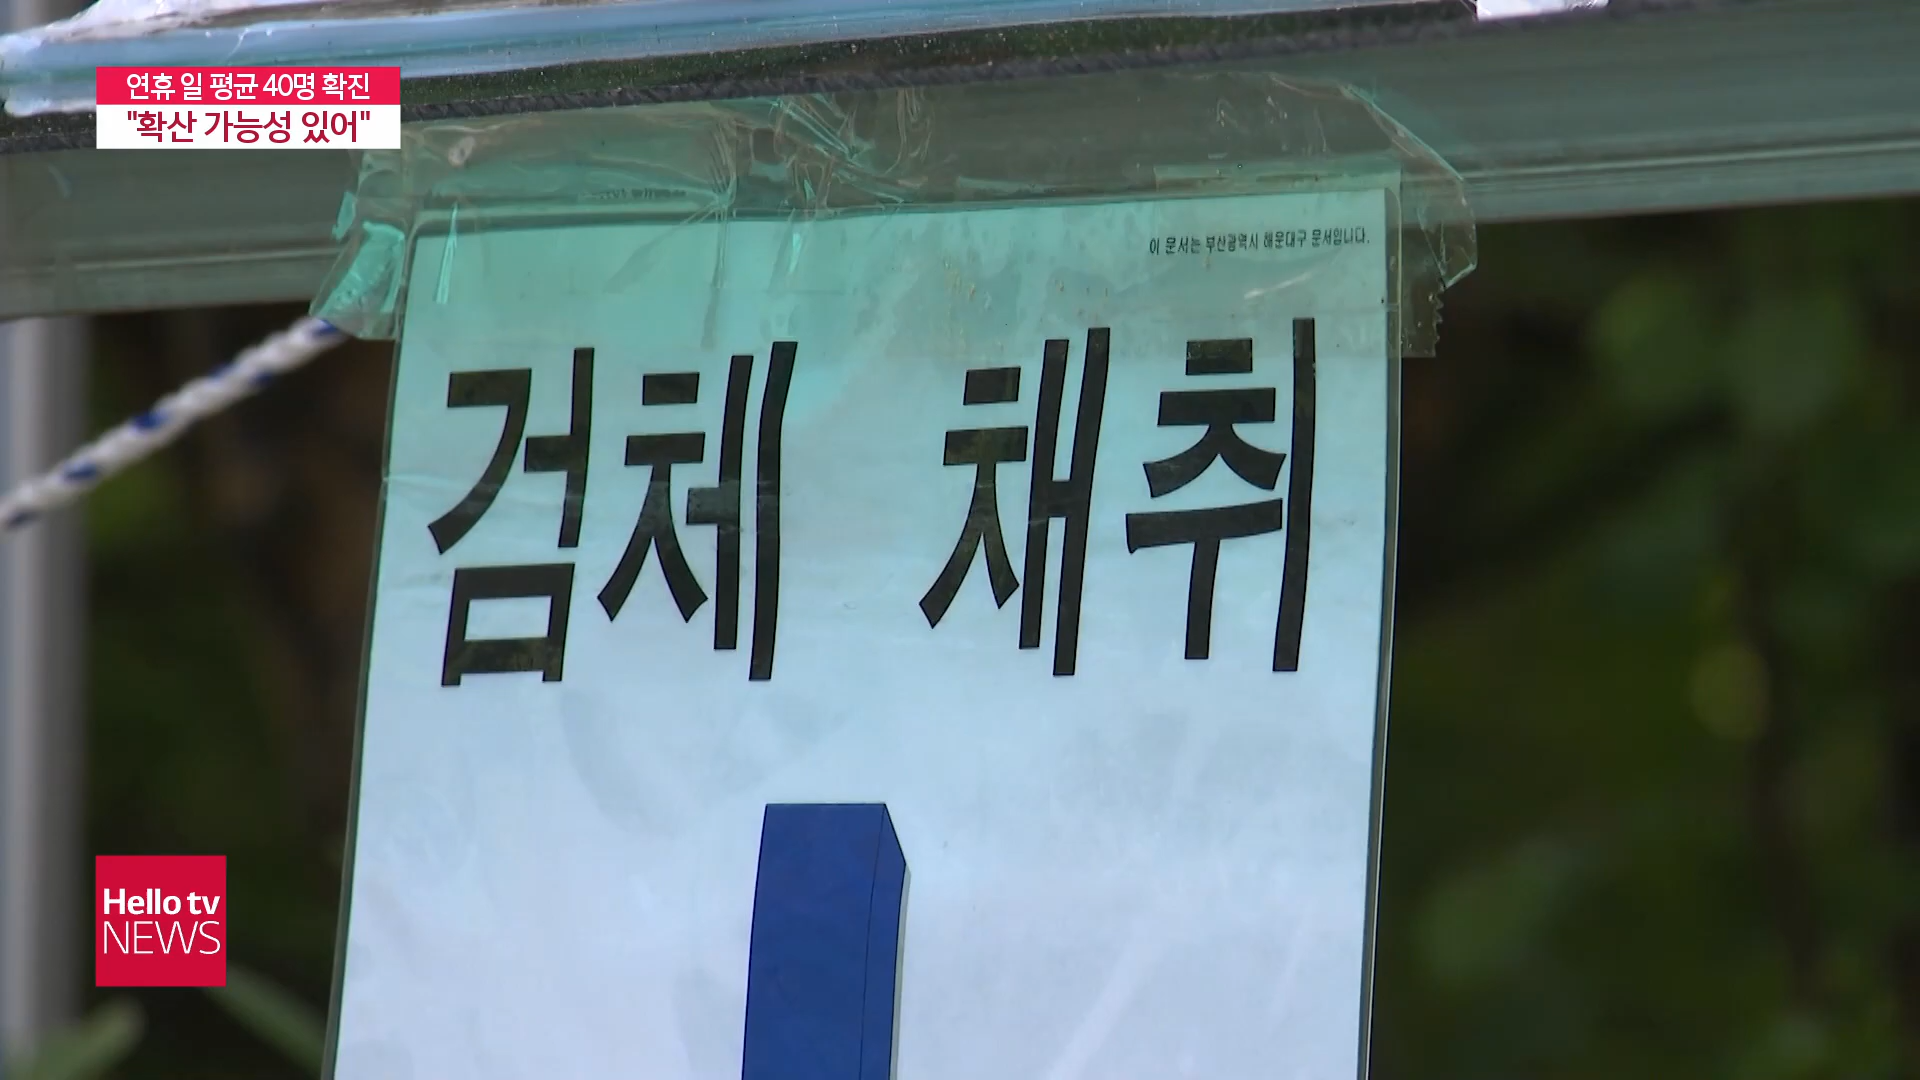 연휴 일 평균 40명 확진
"확산 가능성 있어"
이 문서는 부산광역시 해운대구 문서입니다.
검체 채취
Hello tv
NEWS